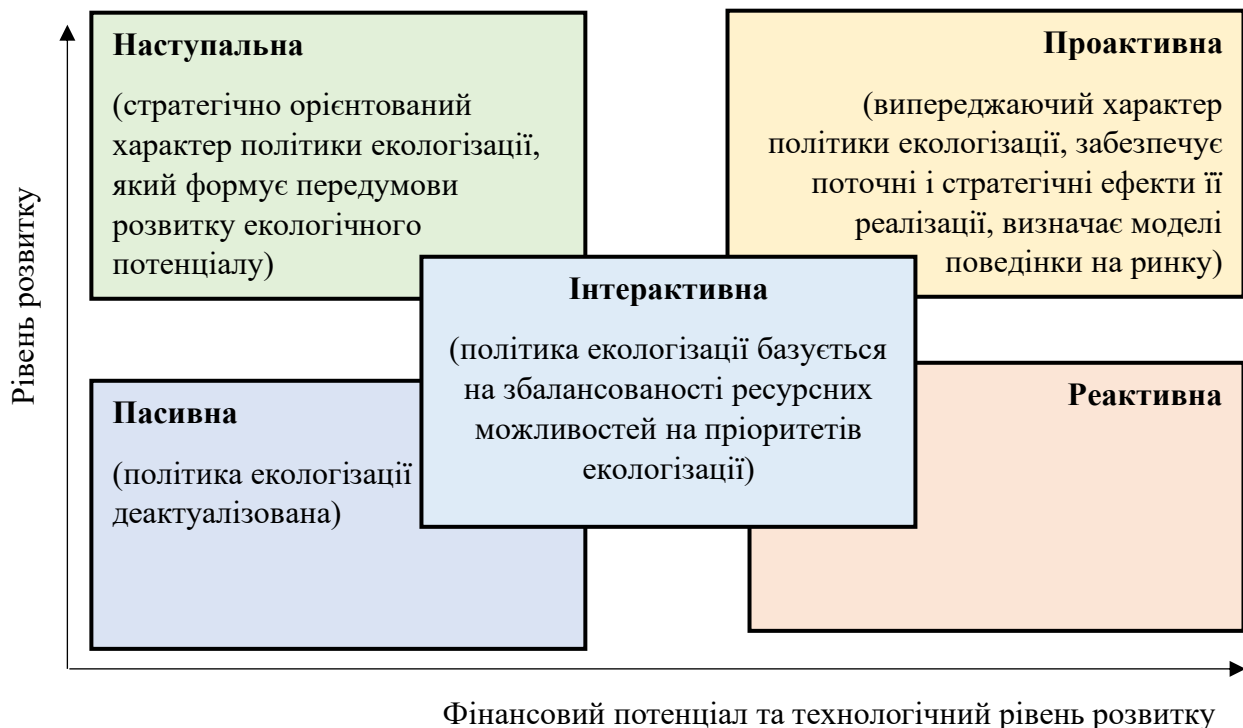 Рівень розвитку
Наступальна
(стратегічно орієнтований
характер політики екологізації,
який формує передумови
розвитку екологічного
потенціалу)
Проактивна
(випереджаючий характер
політики екологізації, забезпечує
поточні і стратегічні ефекти її
реалізації, визначає моделі
поведінки на ринку)
Інтерактивна
(політика екологізації базується
на збалансованості ресурсних
можливостей на пріоритетів
екологізації)
Пасивна
(політика екологізації
деактуалізована)
Реактивна
Фінансовий потенціал та технологічний рівень розвитку